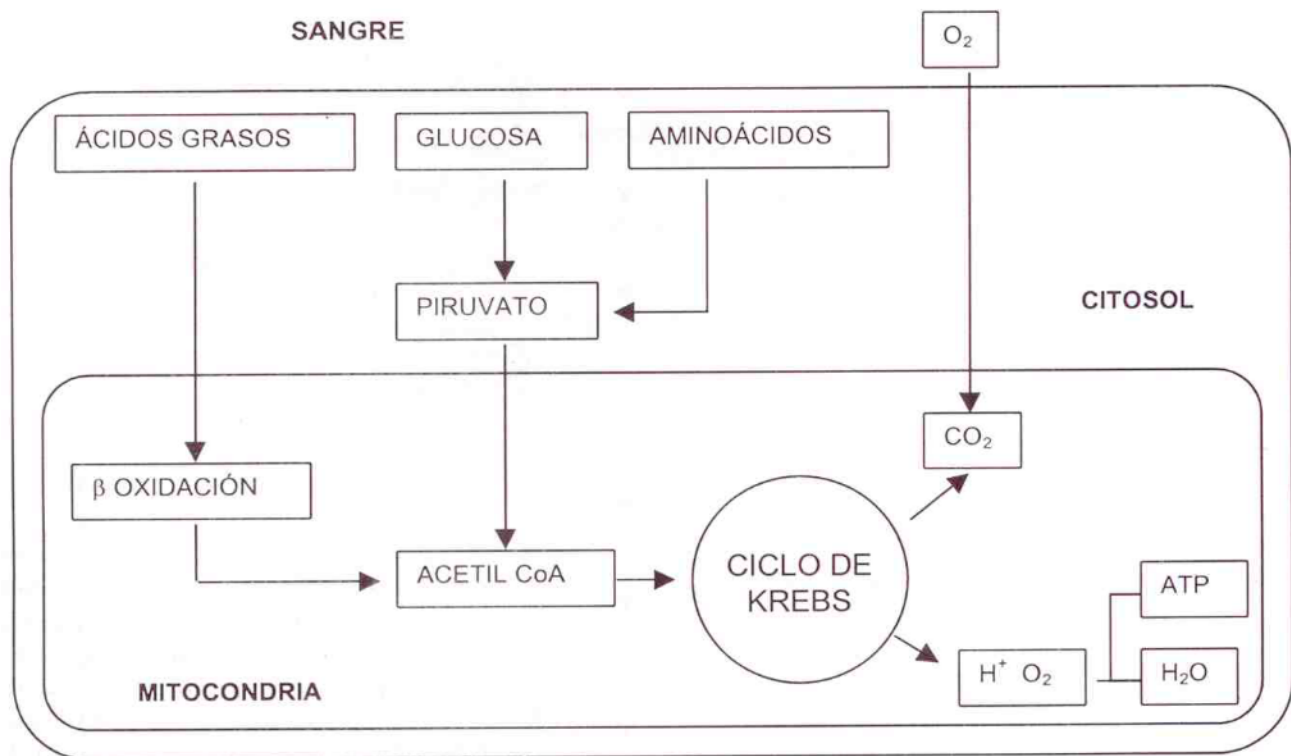 SANGRE
O₂
ÁCIDOS GRASOS
GLUCOSA
AMINOÁCIDOS
PIRUVATO
CITOSOL
CO₂
β OXIDACIÓN
ACETIL CoA
CICLO DE
KREBS
ATP
H⁺ O₂
H₂O
MITOCONDRIA